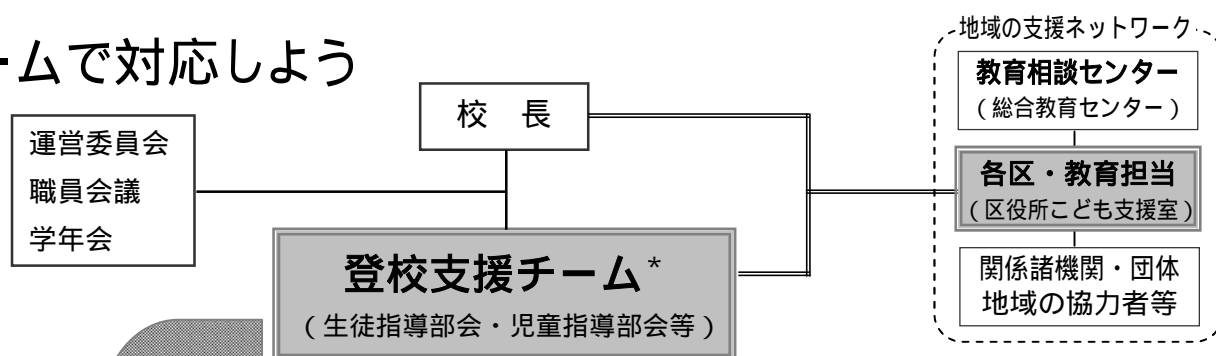 ームで対応しよう
校　長
運営委員会
職員会議
学年会
登校支援チーム*
（生徒指導部会・児童指導部会等）
地域の支援ネットワーク
教育相談センター
（総合教育センター）
各区・教育担当
（区役所こども支援室）
関係諸機関・団体
地域の協力者等